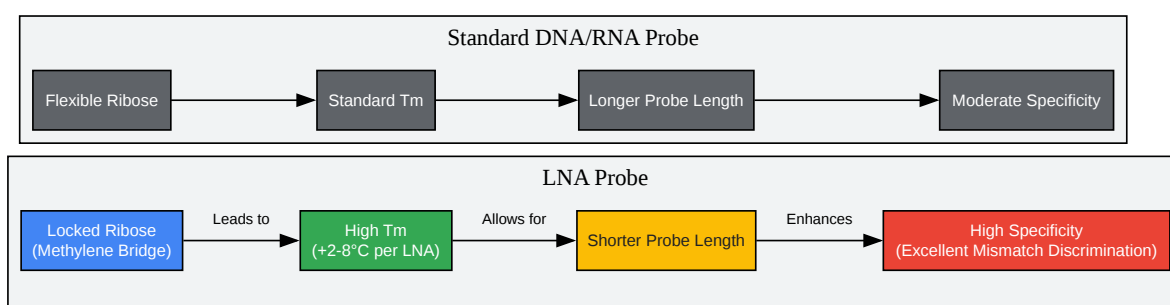 Standard DNA/RNA Probe
Flexible Ribose
Standard Tm
Longer Probe Length
Moderate Specificity
LNA Probe
Locked Ribose
(Methylene Bridge)
Leads to
High Tm
(+2-8°C per LNA)
Allows for
Shorter Probe Length
Enhances
High Specificity
(Excellent Mismatch Discrimination)